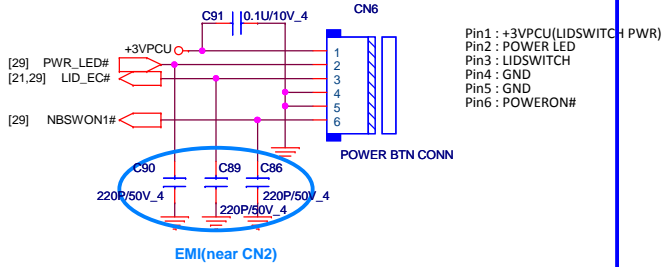 C91 0.1U/10V_4
CN6
+3VPCU
[29] PWR_LED#
[21,29] LID_EC#
[29] NBSWON1#
1
2
3
4
5
6
POWER BTN CONN
Pin1 : +3VPCU(LIDSWITCH PWR)
Pin2 : POWER LED
Pin3 : LIDSWITCH
Pin4 : GND
Pin5 : GND
Pin6 : POWERON#
C90 C89 C86
220P/50V_4 220P/50V_4
220P/50V_4
EMI(near CN2)